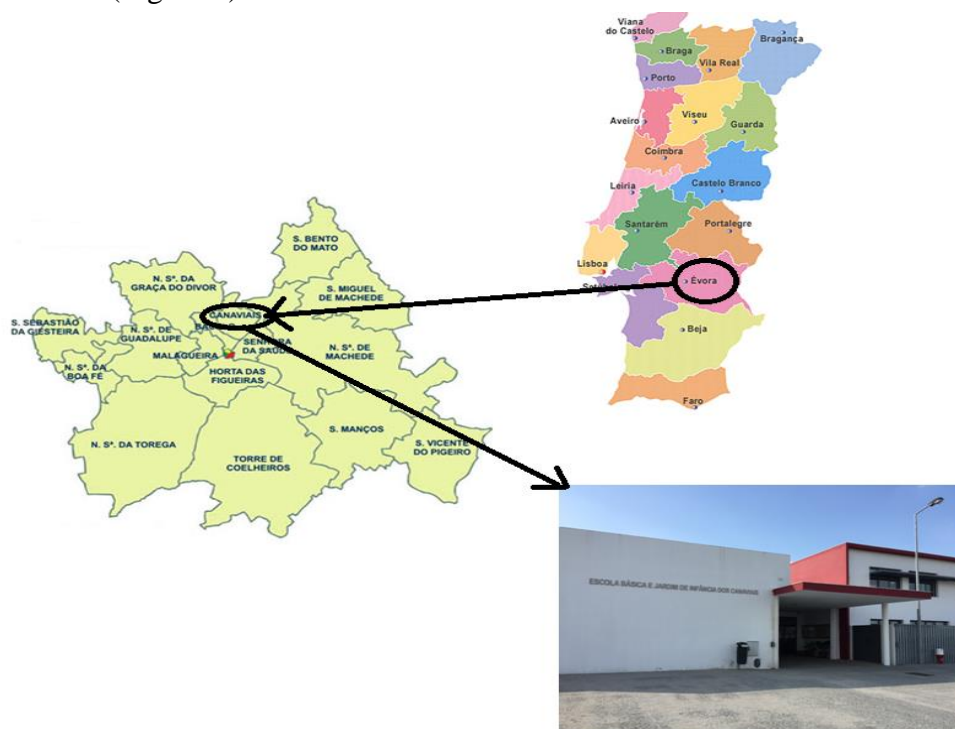 Viana
do Castelo
Braga
Bragança
Vila Real
Porto
Aveiro
Viseu
Guarda
Coimbra
Leiria
Castelo Branco
Santarém
Portalegre
Lisboa
Évora
Beja
Faro
S. BENTO
DO MATO
N. Sª. DA
GRAÇA DO DIVOR
S. MIGUEL
DE MACHEDE
CANAVIAIS
S. SEBASTIÃO
DA GIESTEIRA
N. Sª. DE
GUADALUPE
SENHORA
DA SAÚDE
N. Sª. DE
MACHEDE
MALAGUEIRA
N. Sª. DA
BOA FÉ
HORTA DAS
FIGUEIRAS
S. MANÇOS
N. Sª. DA TOREGA
TORRE DE
COELHEIROS
S. VICENTE
DO PIGEIRO
ESCOLA BÁSICA E JARDIM DE INFÂNCIA DOS CANAVIAIS